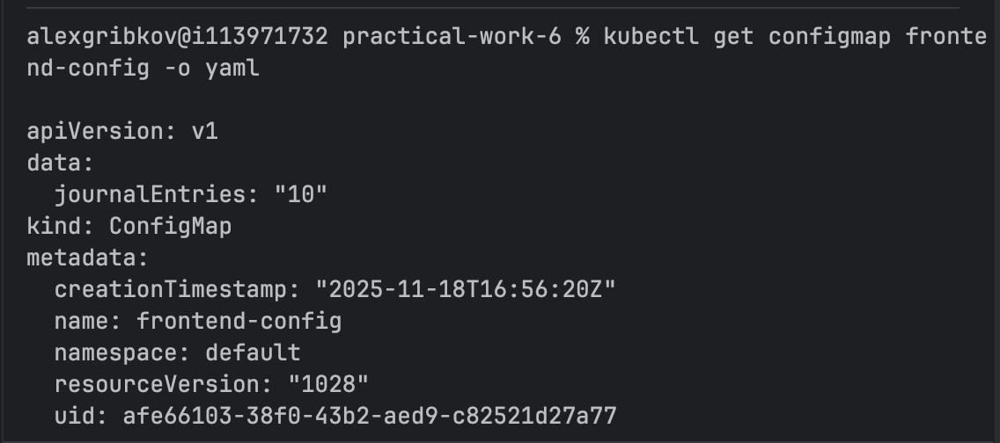 alexgribkov@i113971732 practical-work-6 % kubectl get configmap fronte
nd-config -o yaml
apiVersion: v1
data:
  journalEntries: "10"
kind: ConfigMap
metadata:
  creationTimestamp: "2025-11-18T16:56:20Z"
  name: frontend-config
  namespace: default
  resourceVersion: "1028"
  uid: afe66103-38f0-43b2-aed9-c82521d27a77